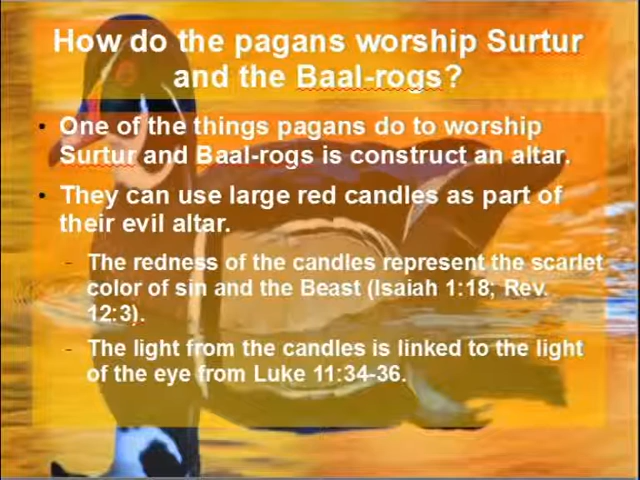 How do the pagans worship Surtur
and the Baal-rogs?
• One of the things pagans do to worship
Surtur and Baal-rogs is construct an altar.
• They can use large red candles as part of
their evil altar.
- The redness of the candles represent the scarlet
color of sin and the Beast (Isaiah 1:18; Rev.
12:3).
- The light from the candles is linked to the light
of the eye from Luke 11:34-36.